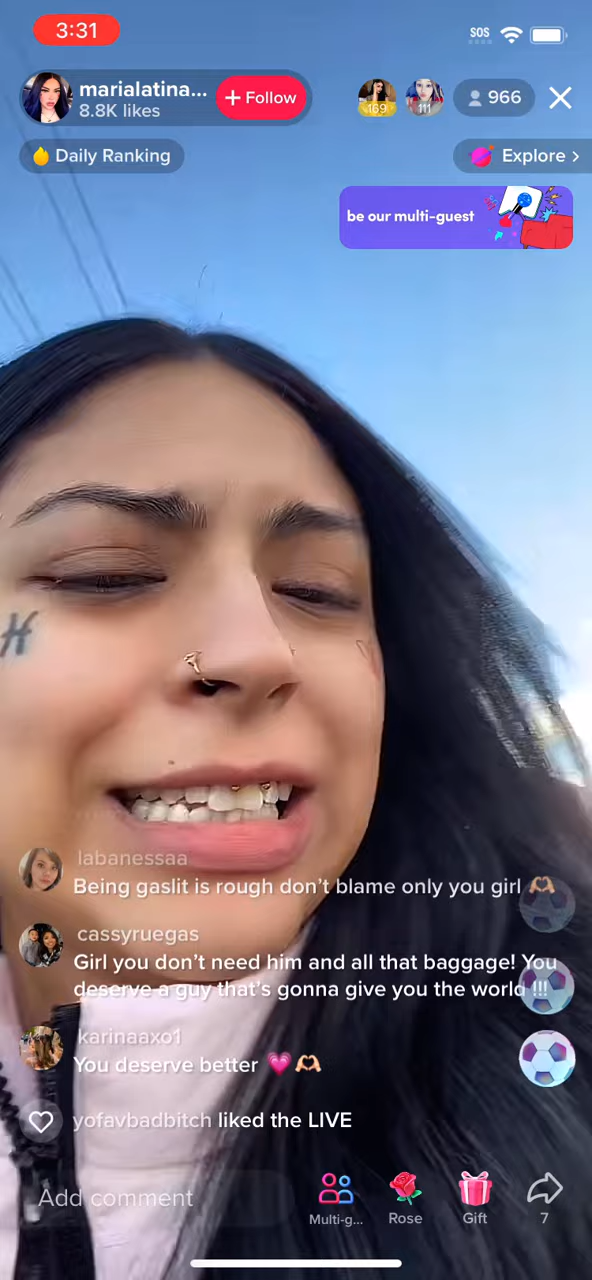 3:31
SOS
marialatina...
8.8K likes
+ Follow
169
111
966
Daily Ranking
Explore >
be our multi-guest
H
labanessaa
Being gaslit is rough don't blame only you girl 🫶🏼
cassyruegas
Girl you don't need him and all that baggage! You
deserve a guy that's gonna give you the world !!!
karinaaxo1
You deserve better 💗🫶🏼
yofavbadbitch liked the LIVE
Add comment
Multi-g...
Rose
Gift
7